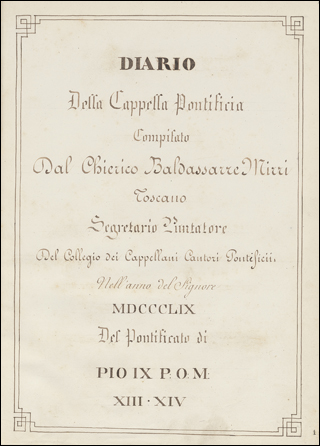 DIARIO
Della Cappella Pontificia
Compilato
Dal Chierico Baldassarre Mirri
Toscano
Segretario Puntatore
Del Collegio dei Cappellani Cantori Pontificii.
Nell'anno del Signore
MDCCCLIX
Del Pontificato di
PIO IX P. O. M.
XIII - XIV
1